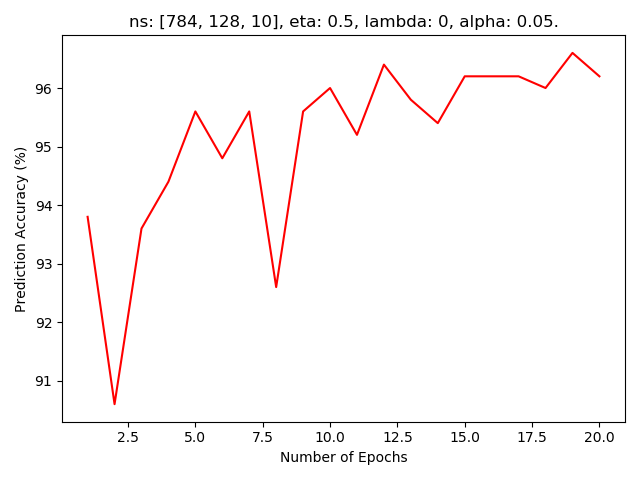 ns: [784, 128, 10], eta: 0.5, lambda: 0, alpha: 0.05.
Prediction Accuracy (%)
96
95
94
93
92
91
2.5 5.0 7.5 10.0 12.5 15.0 17.5 20.0
Number of Epochs